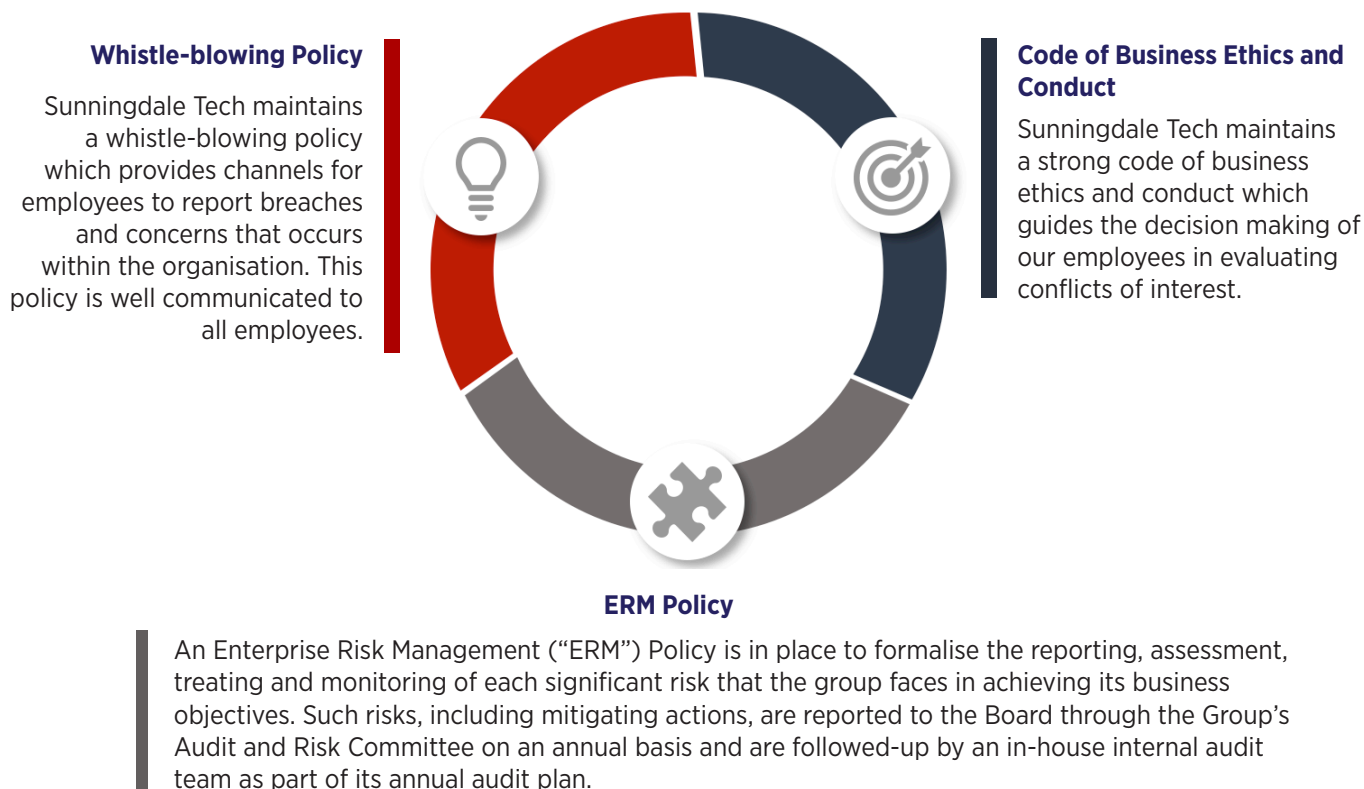 Whistle-blowing Policy
Sunningdale Tech maintains
a whistle-blowing policy
which provides channels for
employees to report breaches
and concerns that occurs
within the organisation. This
policy is well communicated to
all employees.
Code of Business Ethics and
Conduct
Sunningdale Tech maintains
a strong code of business
ethics and conduct which
guides the decision making of
our employees in evaluating
conflicts of interest.
ERM Policy
An Enterprise Risk Management (“ERM”) Policy is in place to formalise the reporting, assessment,
treating and monitoring of each significant risk that the group faces in achieving its business
objectives. Such risks, including mitigating actions, are reported to the Board through the Group’s
Audit and Risk Committee on an annual basis and are followed-up by an in-house internal audit
team as part of its annual audit plan.